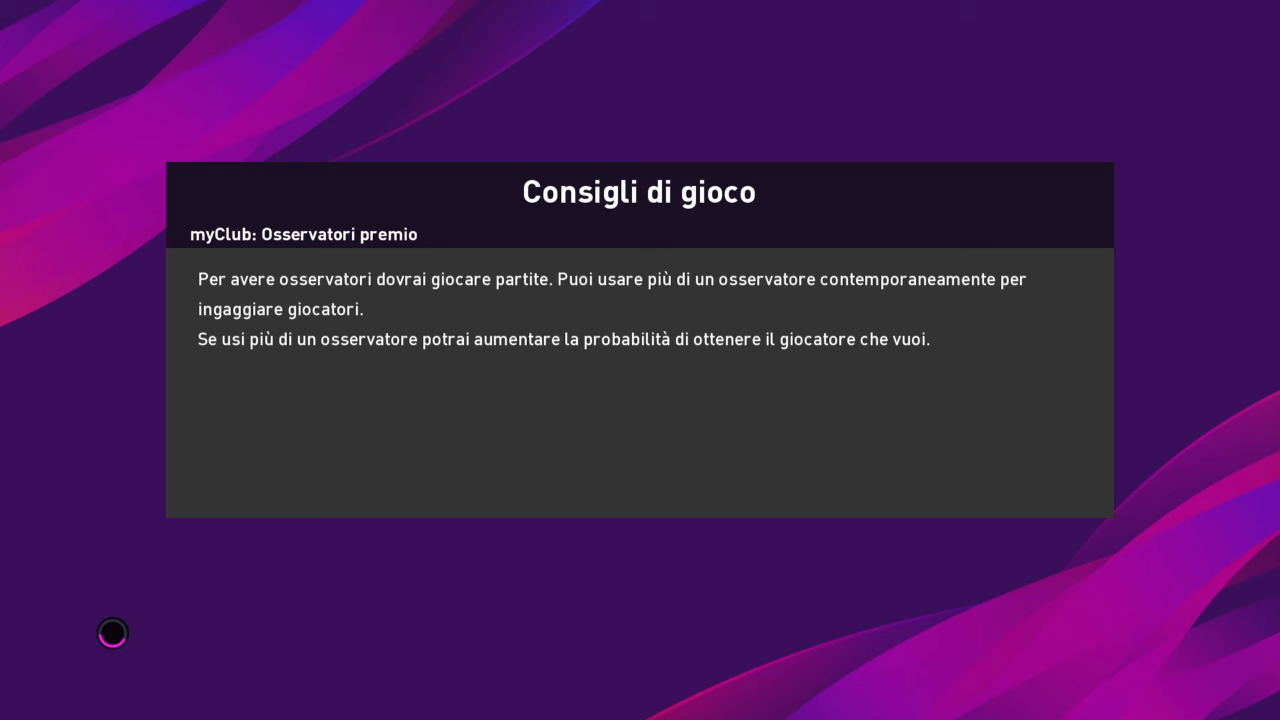 Consigli di gioco
myClub: Osservatori premio
Per avere osservatori dovrai giocare partite. Puoi usare più di un osservatore contemporaneamente per
ingaggiare giocatori.
Se usi più di un osservatore potrai aumentare la probabilità di ottenere il giocatore che vuoi.